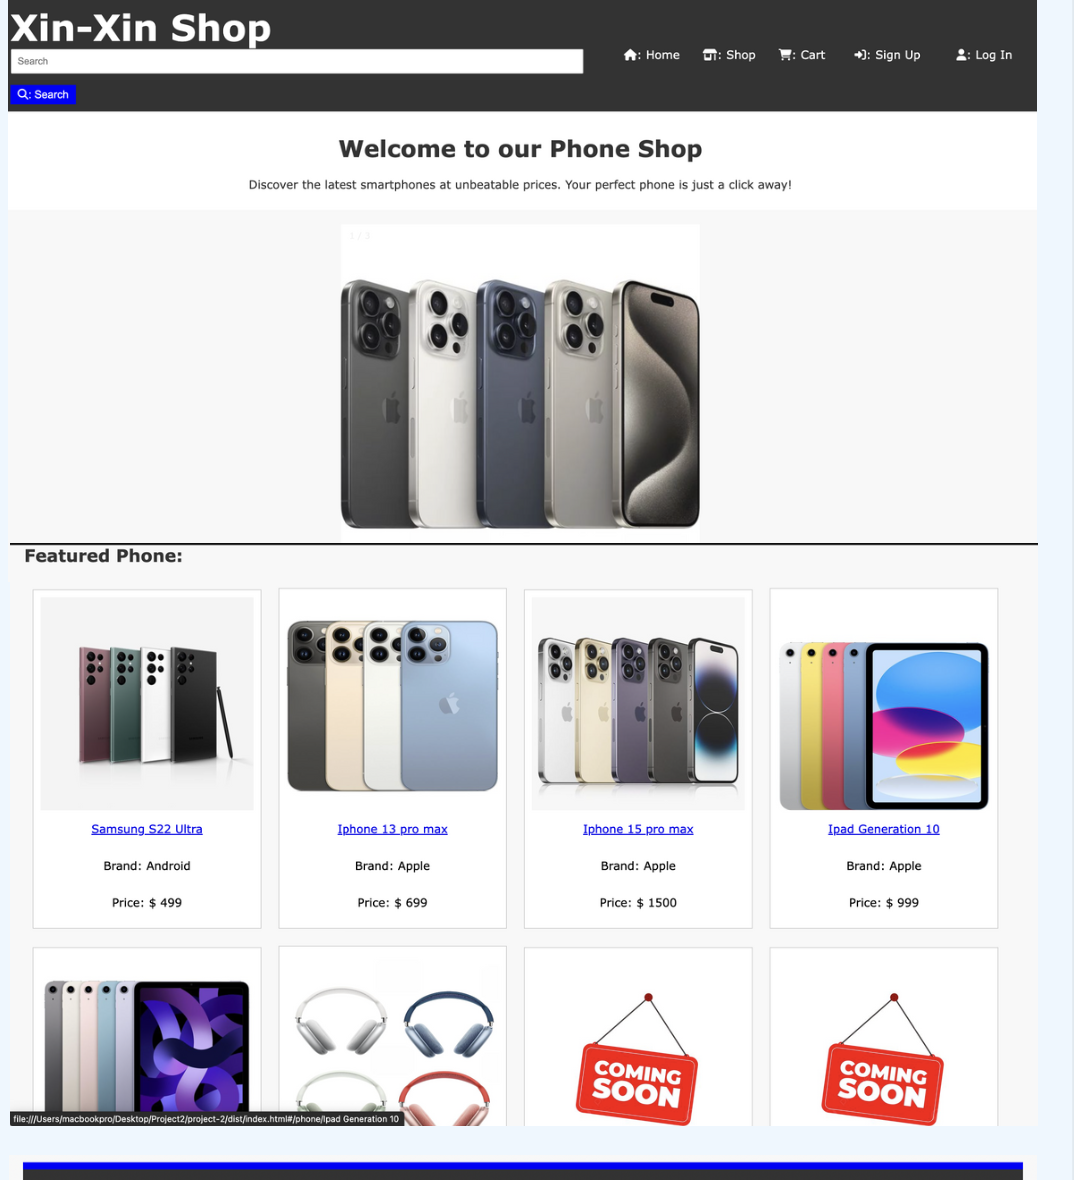 Xin-Xin Shop
Search
: Home
: Shop
: Cart
: Sign Up
: Log In
: Search
Welcome to our Phone Shop
Discover the latest smartphones at unbeatable prices. Your perfect phone is just a click away!
1 / 3
Featured Phone:
Samsung S22 Ultra
Brand: Android
Price: $ 499
Iphone 13 pro max
Brand: Apple
Price: $ 699
Iphone 15 pro max
Brand: Apple
Price: $ 1500
Ipad Generation 10
Brand: Apple
Price: $ 999
COMING
SOON
COMING
SOON
file:///Users/macbookpro/Desktop/Project2/project-2/dist/index.html#/phone/Ipad Generation 10